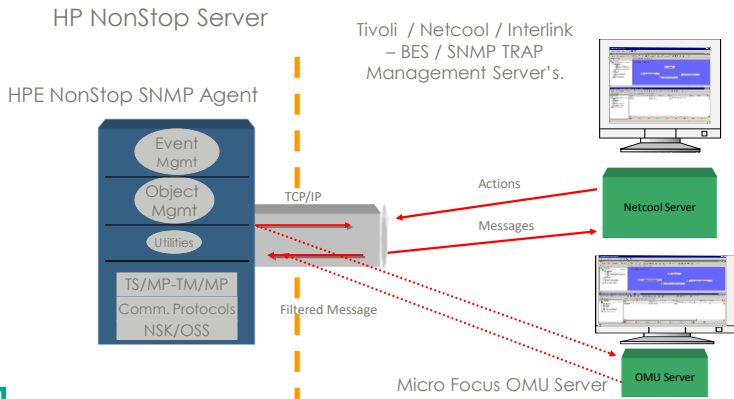 HP NonStop Server
Tivoli / Netcool / Interlink
– BES / SNMP TRAP
Management Server's.
HPE NonStop SNMP Agent
Event
Mgmt
Object
Mgmt
Utilities
TS/MP-TM/MP
Comm. Protocols
NSK/OSS
TCP/IP
Actions
Messages
Netcool Server
Filtered Message
OMU Server
Micro Focus OMU Server